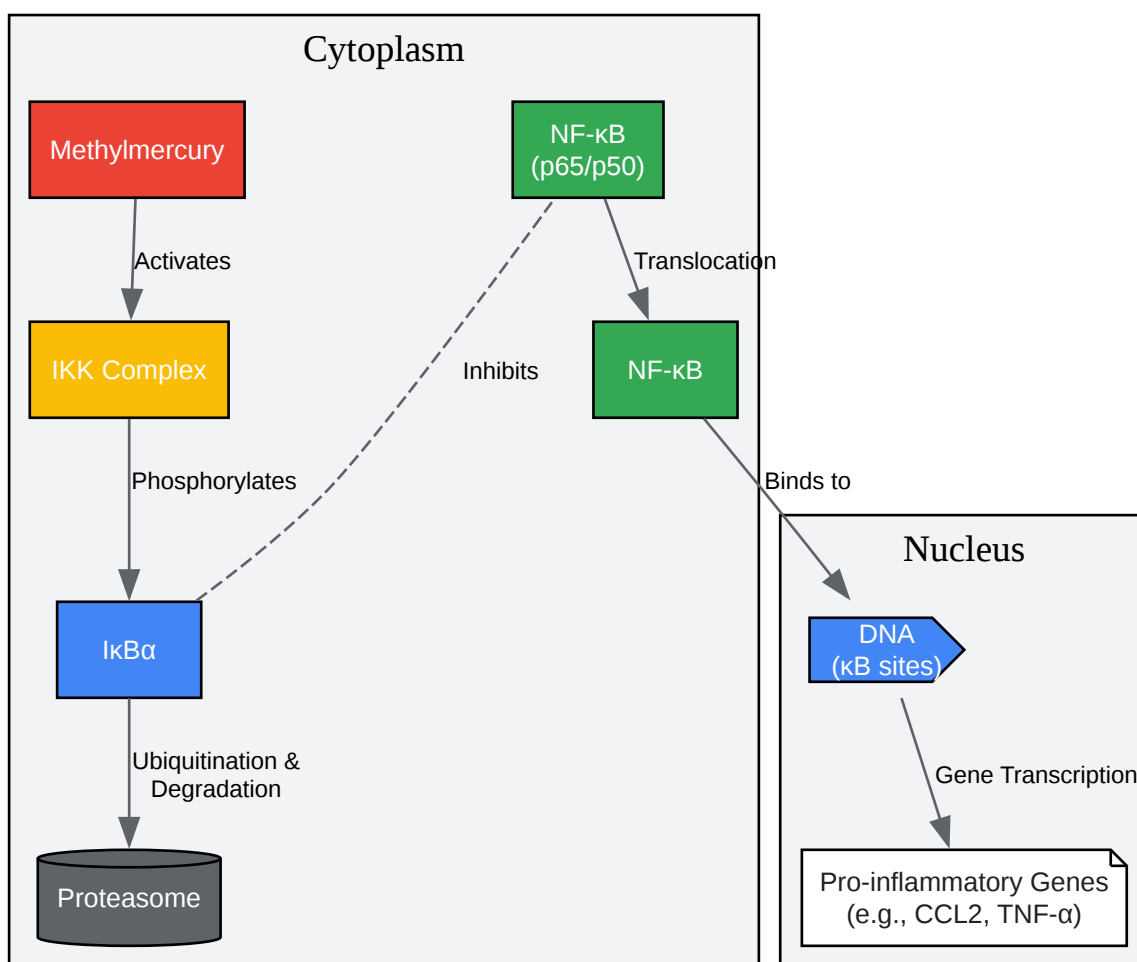 Cytoplasm
Methylmercury
NF-κB
(p65/p50)
Activates
Translocation
IKK Complex
Inhibits
NF-κB
Phosphorylates
Binds to
Nucleus
IκBα
DNA
(κB sites)
Ubiquitination &
Degradation
Gene Transcription
Proteasome
Pro-inflammatory Genes
(e.g., CCL2, TNF-α)